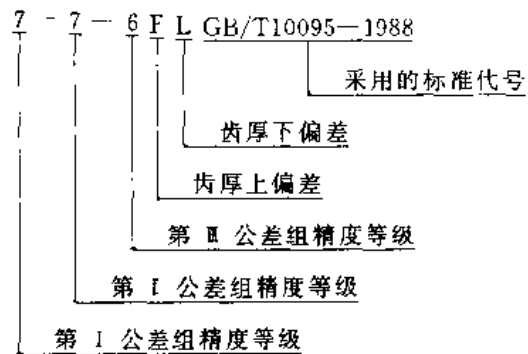 7-7-6FL GB/T10095—1988
采用的标准代号
齿厚下偏差
齿厚上偏差
第 Ⅲ 公差组精度等级
第 I 公差组精度等级
第 I 公差组精度等级